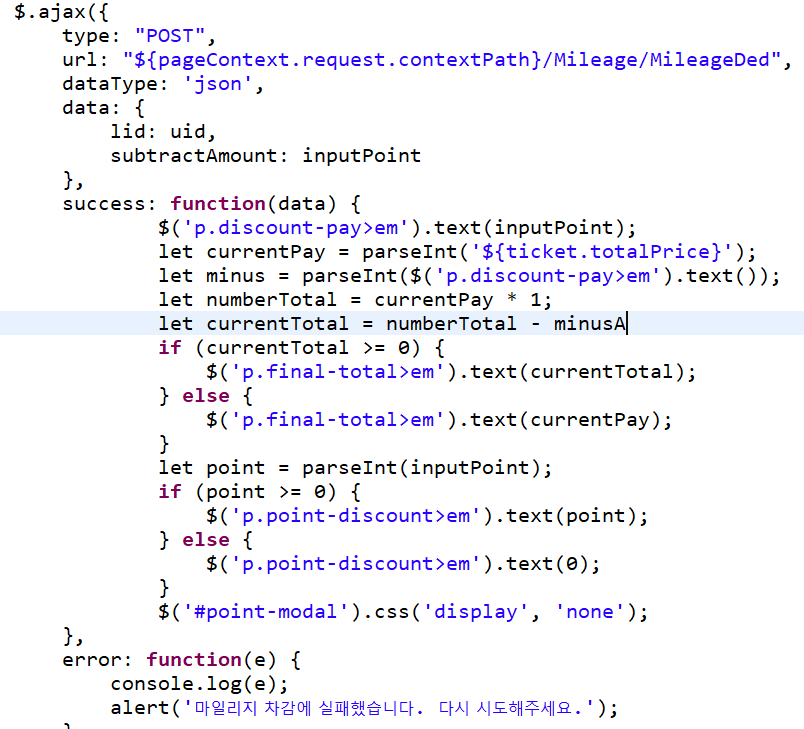 $.ajax({
    type: "POST",
    url: "${pageContext.request.contextPath}/Mileage/MileageDed",
    dataType: 'json',
    data: {
        lid: uid,
        subtractAmount: inputPoint
    },
    success: function(data) {
            $('p.discount-pay>em').text(inputPoint);
            let currentPay = parseInt('${ticket.totalPrice}');
            let minus = parseInt($('p.discount-pay>em').text());
            let numberTotal = currentPay * 1;
            let currentTotal = numberTotal - minusA
            if (currentTotal >= 0) {
                $('p.final-total>em').text(currentTotal);
            } else {
                $('p.final-total>em').text(currentPay);
            }
            let point = parseInt(inputPoint);
            if (point >= 0) {
                $('p.point-discount>em').text(point);
            } else {
                $('p.point-discount>em').text(0);
            }
            $('#point-modal').css('display', 'none');
    },
    error: function(e) {
        console.log(e);
        alert('마일리지 차감에 실패했습니다. 다시 시도해주세요.');